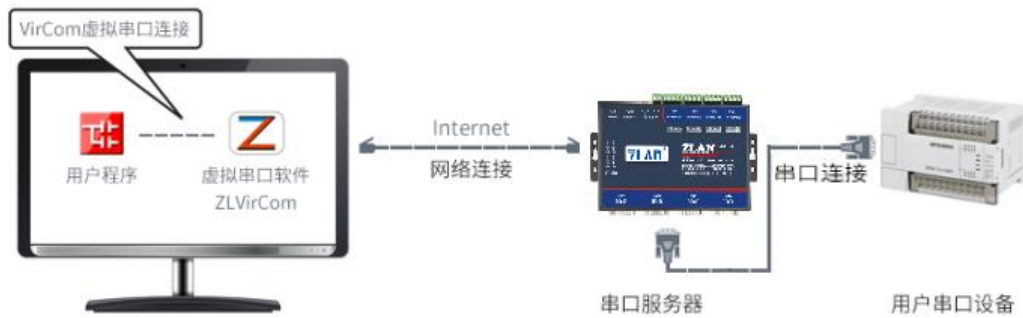 VirCom虚拟串口连接
用户程序
虚拟串口软件
ZLVirCom
Internet
网络连接
ZLAN
ZLAN
串口连接
串口服务器
用户串口设备